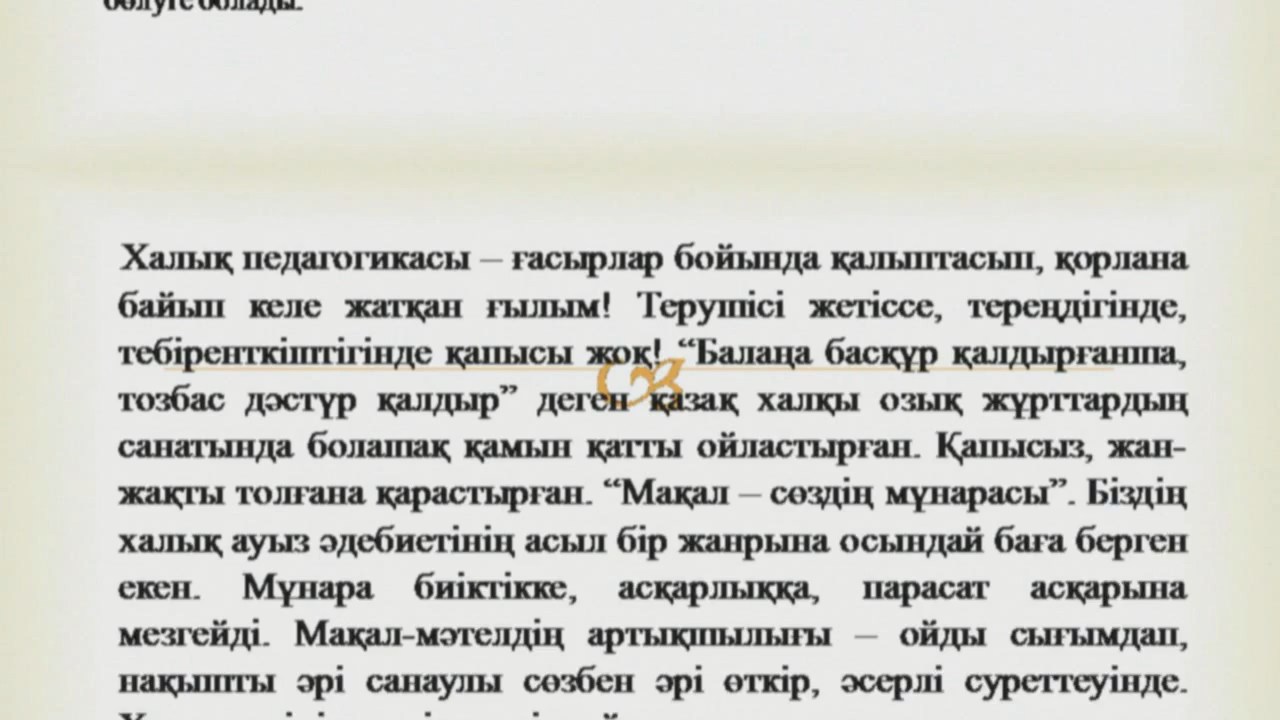 бөлуге болады.
Халық педагогикасы – ғасырлар бойында қалыптасып, қорлана
байып келе жатқан ғылым! Терушісі жетіссе, тереңдігінде,
тебіренткіштігінде қапысы жоқ! “Балаңа басқұр қалдырғанша,
тозбас дәстүр қалдыр” деген қазақ халқы озық жұрттардың
санатында болашақ қамын қатты ойластырған. Қапысыз, жан-
жақты толғана қарастырған. “Мақал – сөздің мұнарасы”. Біздің
халық ауыз әдебиетінің асыл бір жанрына осындай баға берген
екен. Мұнара биіктікке, асқарлыққа, парасат асқарына
мезгейді. Мақал-мәтелдің артықшылығы – ойды сығымдап,
нақышты әрі санаулы сөзбен әрі өткір, әсерлі суреттеуінде.